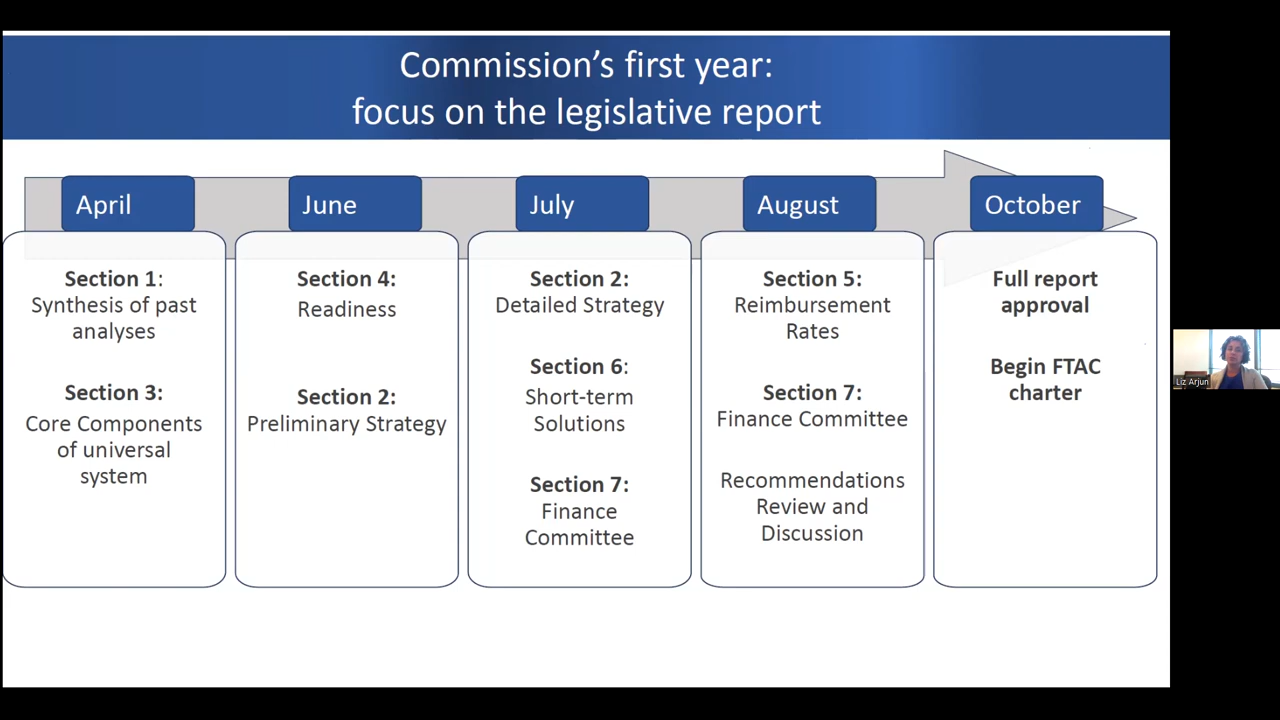 Commission’s first year:
focus on the legislative report
April
Section 1:
Synthesis of past
analyses
Section 3:
Core Components
of universal
system
June
Section 4:
Readiness
Section 2:
Preliminary Strategy
July
Section 2:
Detailed Strategy
Section 6:
Short-term
Solutions
Section 7:
Finance
Committee
August
Section 5:
Reimbursement
Rates
Section 7:
Finance Committee
Recommendations
Review and
Discussion
October
Full report
approval
Begin FTAC
charter
Liz Arjun